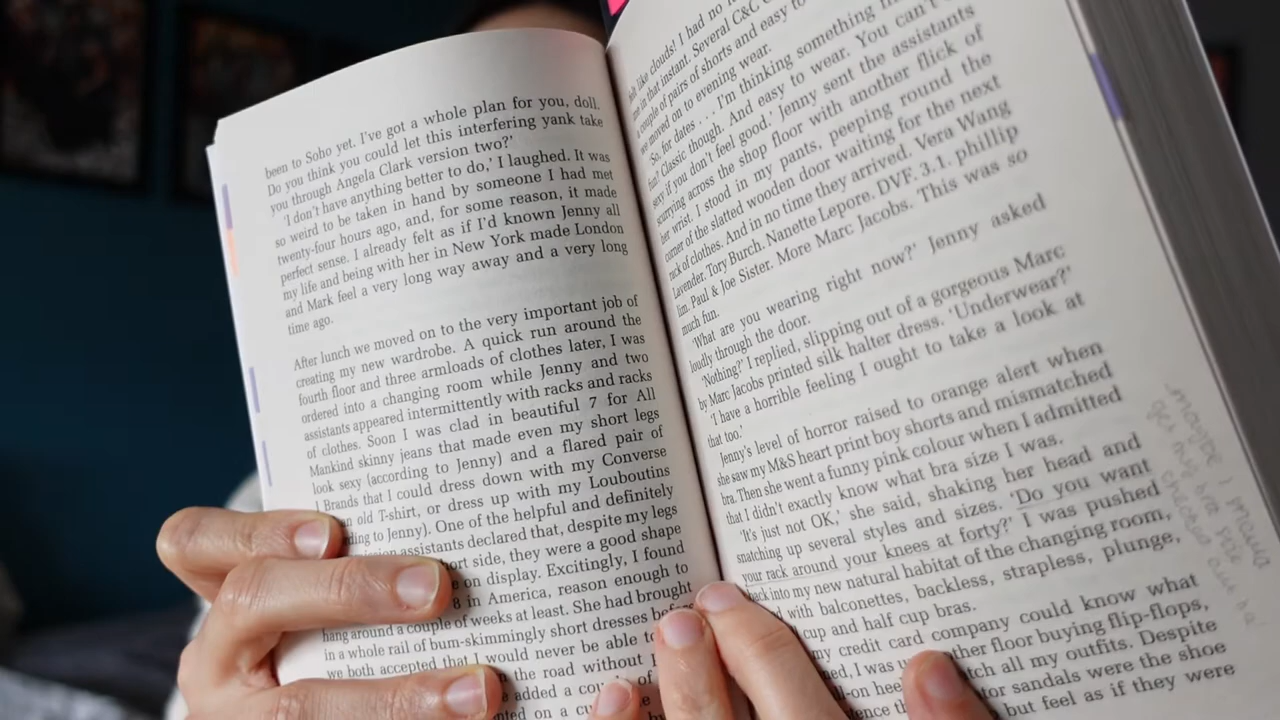 been to Soho yet. I've got a whole plan for you, doll.
Do you think you could let this interfering yank take
you through Angela Clark version two?'
'I don't have anything better to do,' I laughed. It was
so weird to be taken in hand by someone I had met
twenty-four hours ago, and, for some reason, it made
perfect sense. I already felt as if I'd known Jenny all
my life and being with her in New York made London
and Mark feel a very long way away and a very long
time ago.
After lunch we moved on to the very important job of
creating my new wardrobe. A quick run around the
fourth floor and three armloads of clothes later, I was
ordered into a changing room while Jenny and two
assistants appeared intermittently with racks and racks
of clothes. Soon I was clad in beautiful 7 for All
Mankind skinny jeans that made even my short legs
look sexy (according to Jenny) and a flared pair of
J Brands that I could dress down with my Converse
old T-shirt, or dress up with my Louboutins
to Jenny). One of the helpful and definitely
assistants declared that, despite my legs
short side, they were a good shape
on display. Excitingly, I found
8 in America, reason enough to
hang around a couple of weeks at least. She had brought
in a whole rail of bum-skimmingly short dresses before
we both accepted that I would never be able to
the road without
added a
on a
like clouds! I had no
me in that instant. Several C&C
a couple of pairs of shorts and easy to
we moved on to evening wear.
'So, for dates . . . I'm thinking something
fun? Classic though. And easy to wear. You can't
sexy if you don't feel good.' Jenny sent the assistants
scurrying across the shop floor with another flick of
her wrist. I stood in my pants, peeping round the
corner of the slatted wooden door waiting for the next
rack of clothes. And in no time they arrived. Vera Wang
Lavender. Tory Burch. Nanette Lepore. DVF. 3.1. phillip
lim. Paul & Joe Sister. More Marc Jacobs. This was so
much fun.
'What are you wearing right now?' Jenny asked
loudly through the door.
'Nothing?' I replied, slipping out of a gorgeous Marc
by Marc Jacobs printed silk halter dress. 'Underwear?'
'I have a horrible feeling I ought to take a look at
that too.'
Jenny's level of horror raised to orange alert when
she saw my M&S heart print boy shorts and mismatched
bra. Then she went a funny pink colour when I admitted
that I didn't exactly know what bra size I was.
'It's just not OK,' she said, shaking her head and
snatching up several styles and sizes. 'Do you want
your rack around your knees at forty?' I was pushed
back into my new natural habitat of the changing room,
with balconettes, backless, strapless, plunge,
cup and half cup bras.
my credit card company could know what
I was
other floor buying flip-flops,
all my outfits. Despite
sandals were the shoe
but feel as if they were
maybe I should
get my bra size
checked out ha!